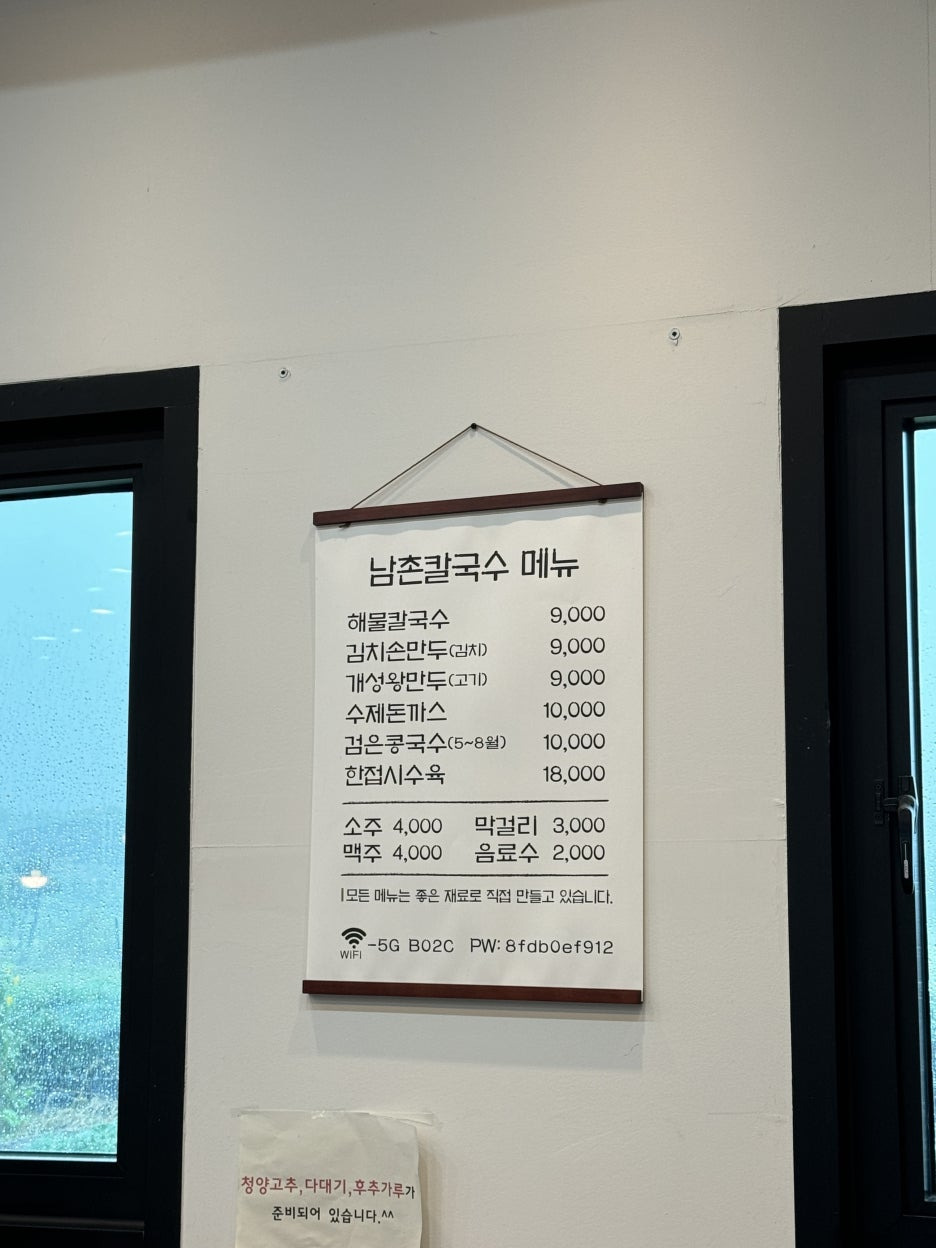 남촌칼국수 메뉴
해물칼국수 9,000
김치손만두(김치) 9,000
개성왕만두(고기) 9,000
수제돈까스 10,000
검은콩국수(5~8월) 10,000
한접시수육 18,000
소주 4,000 막걸리 3,000
맥주 4,000 음료수 2,000
모든 메뉴는 좋은 재료로 직접 만들고 있습니다.
WIFI -5G B02C PW: 8fdb0ef912
청양고추, 다대기, 후추가루가
준비되어 있습니다.^^